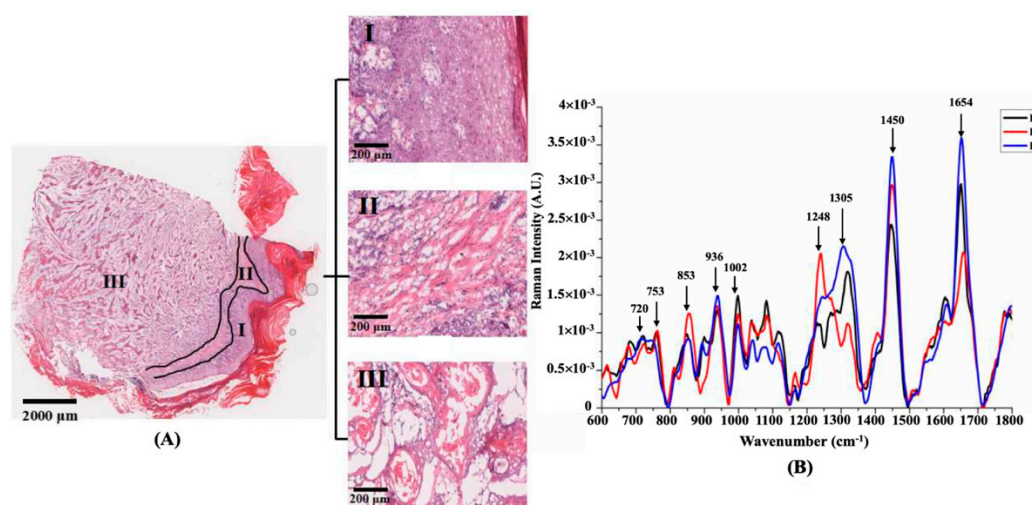 I
200 μm
II
200 μm
III
200 μm
III
II
I
2000 μm
(A)
Raman Intensity (A.U.)
4×10⁻³
3.5×10⁻³
3×10⁻³
2.5×10⁻³
2×10⁻³
1.5×10⁻³
1×10⁻³
0.5×10⁻³
0
720
753
853
936
1002
1248
1305
1450
1654
600 700 800 900 1000 1100 1200 1300 1400 1500 1600 1700 1800
Wavenumber (cm⁻¹)
(B)